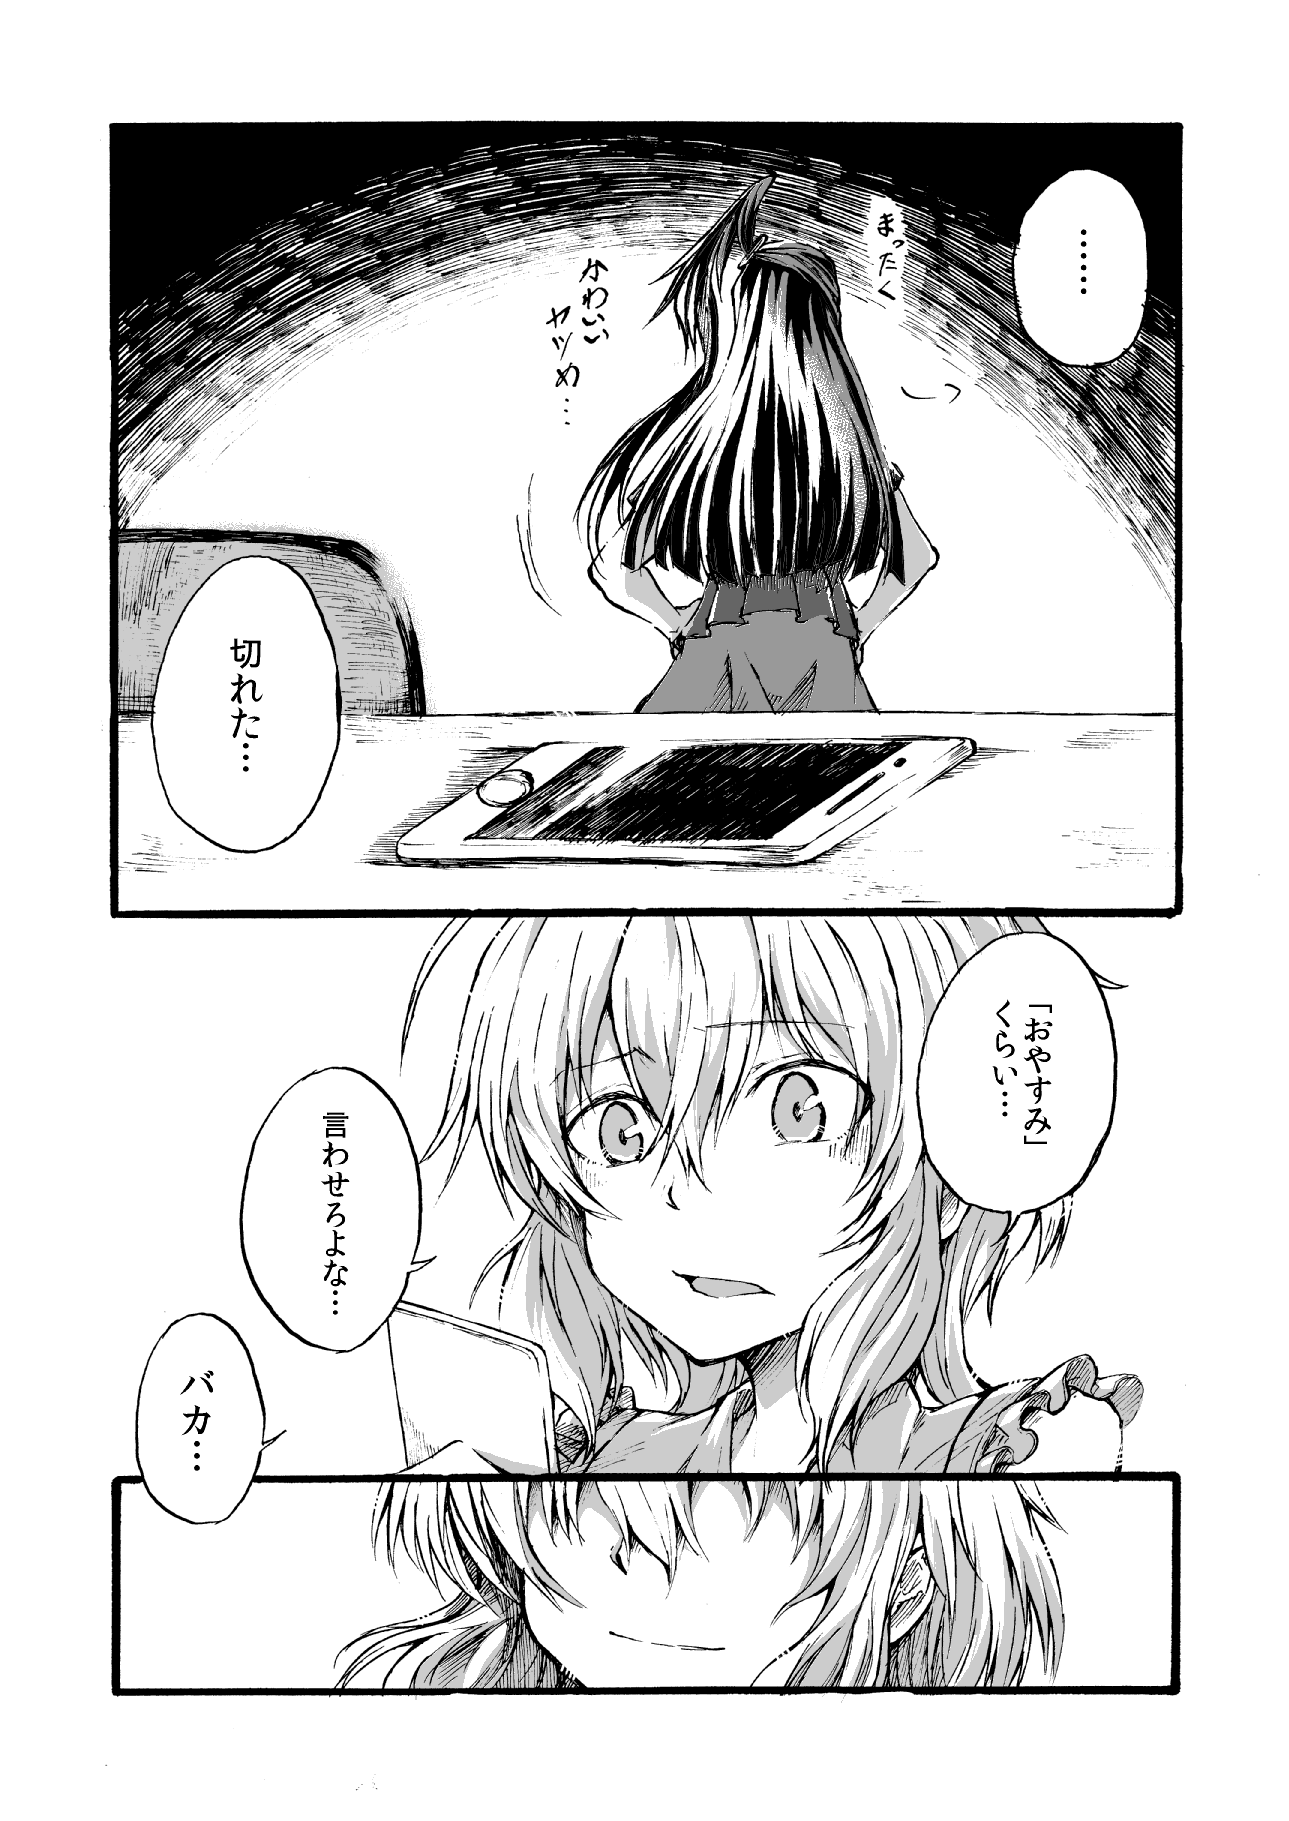 ……
まったく
かわいい
ヤツめ…
切れた…
「おやすみ」
くらい…
言わせろよな…
バカ…